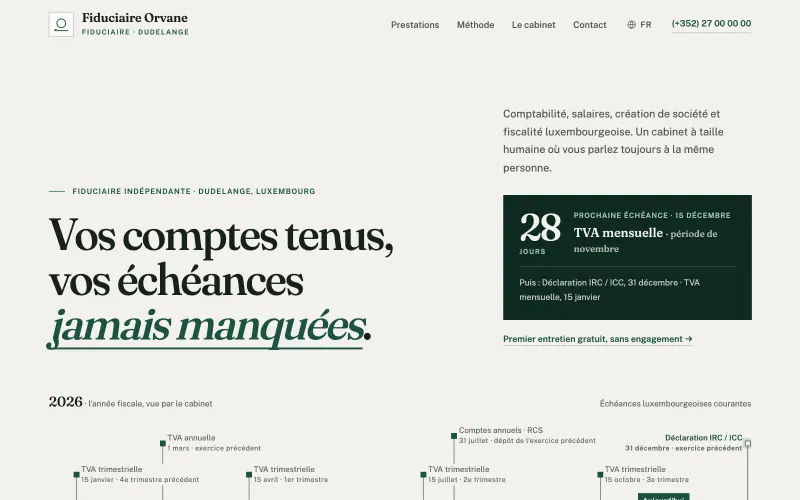 Fiduciaire Orvane
FIDUCIAIRE · DUDELANGE
Prestations
Méthode
Le cabinet
Contact
FR
(+352) 27 00 00 00
Comptabilité, salaires, création de société et
fiscalité luxembourgeoise. Un cabinet à taille
humaine où vous parlez toujours à la même
personne.
FIDUCIAIRE INDÉPENDANTE · DUDELANGE, LUXEMBOURG
Vos comptes tenus,
vos échéances
jamais manquées.
28
JOURS
PROCHAINE ÉCHÉANCE · 15 DÉCEMBRE
TVA mensuelle · période de
novembre
Puis : Déclaration IRC / ICC, 31 décembre · TVA
mensuelle, 15 janvier
Premier entretien gratuit, sans engagement →
2026 · l'année fiscale, vue par le cabinet
Échéances luxembourgeoises courantes
TVA annuelle
1 mars · exercice précédent
Comptes annuels · RCS
31 juillet · dépôt de l'exercice précédent
Déclaration IRC / ICC
31 décembre · exercice précédent
TVA trimestrielle
15 janvier · 4e trimestre précédent
TVA trimestrielle
15 avril · 1er trimestre
TVA trimestrielle
15 juillet · 2e trimestre
TVA trimestrielle
15 octobre · 3e trimestre
Aujourd'hui